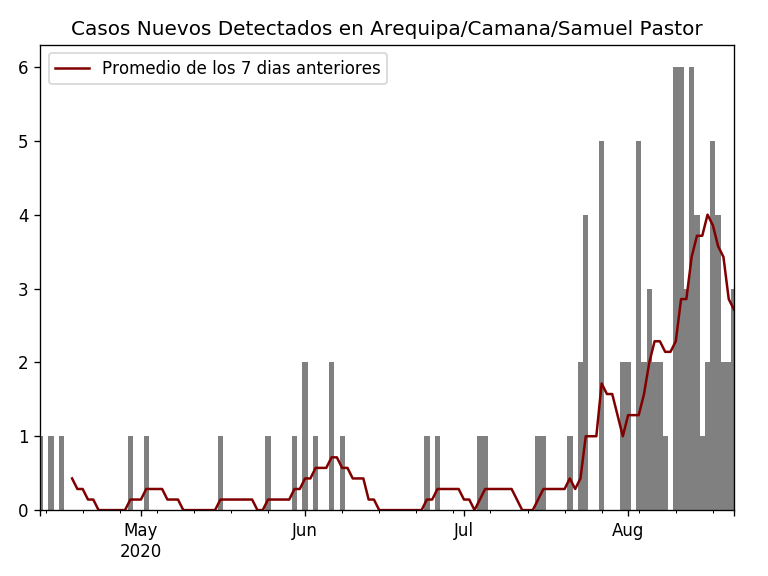 Casos Nuevos Detectados en Arequipa/Camana/Samuel Pastor
Promedio de los 7 dias anteriores
6
5
4
3
2
1
0
May
2020
Jun
Jul
Aug